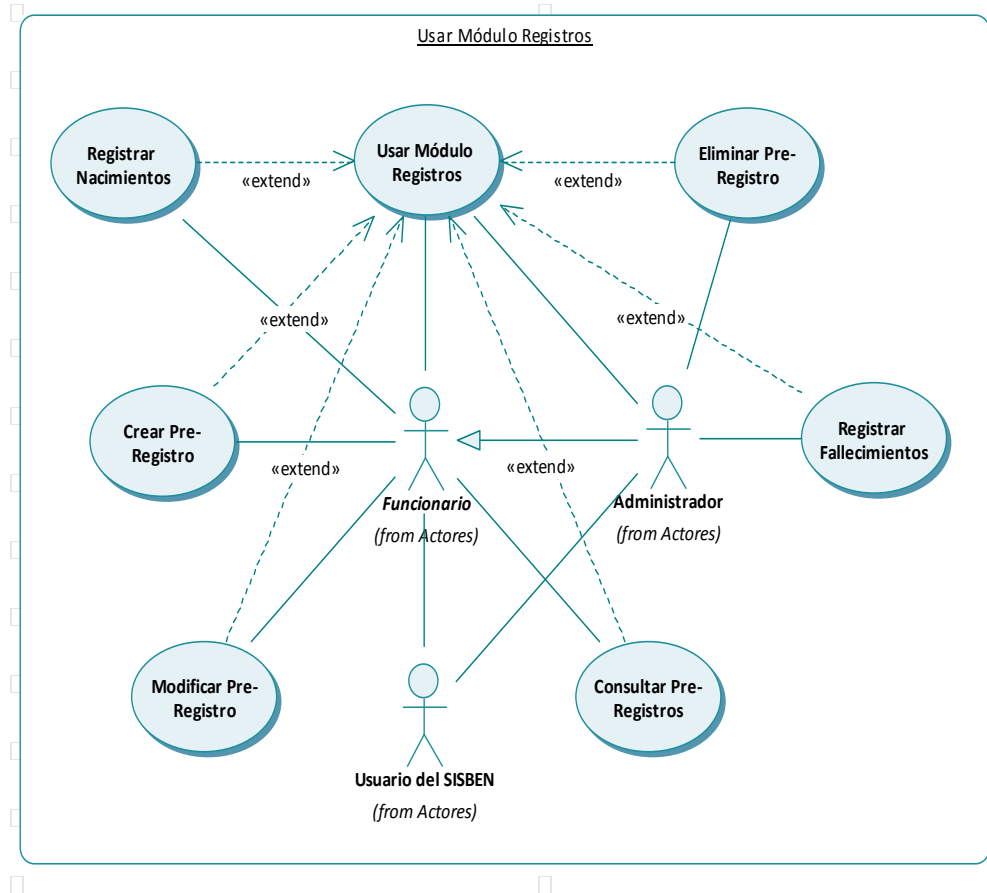 Usar Módulo Registros
Registrar
Nacimientos
«extend»
Usar Módulo
Registros
«extend»
Eliminar Pre-
Registro
«extend»
«extend»
Crear Pre-
Registro
«extend»
Funcionario
(from Actores)
«extend»
Administrador
(from Actores)
Registrar
Fallecimientos
Modificar Pre-
Registro
Usuario del SISBEN
(from Actores)
Consultar Pre-
Registros